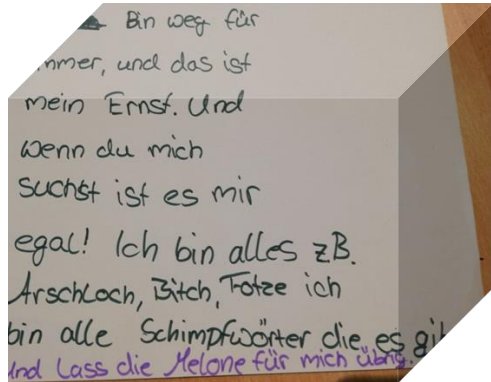 Bin weg für
mmer, und das ist
mein Ernst. Und
wenn du mich
suchst ist es mir
egal! Ich bin alles zB.
Arschloch, Bitch, Fotze ich
bin alle Schimpfwörter die es gi
und Lass die Melone für mich übrig.